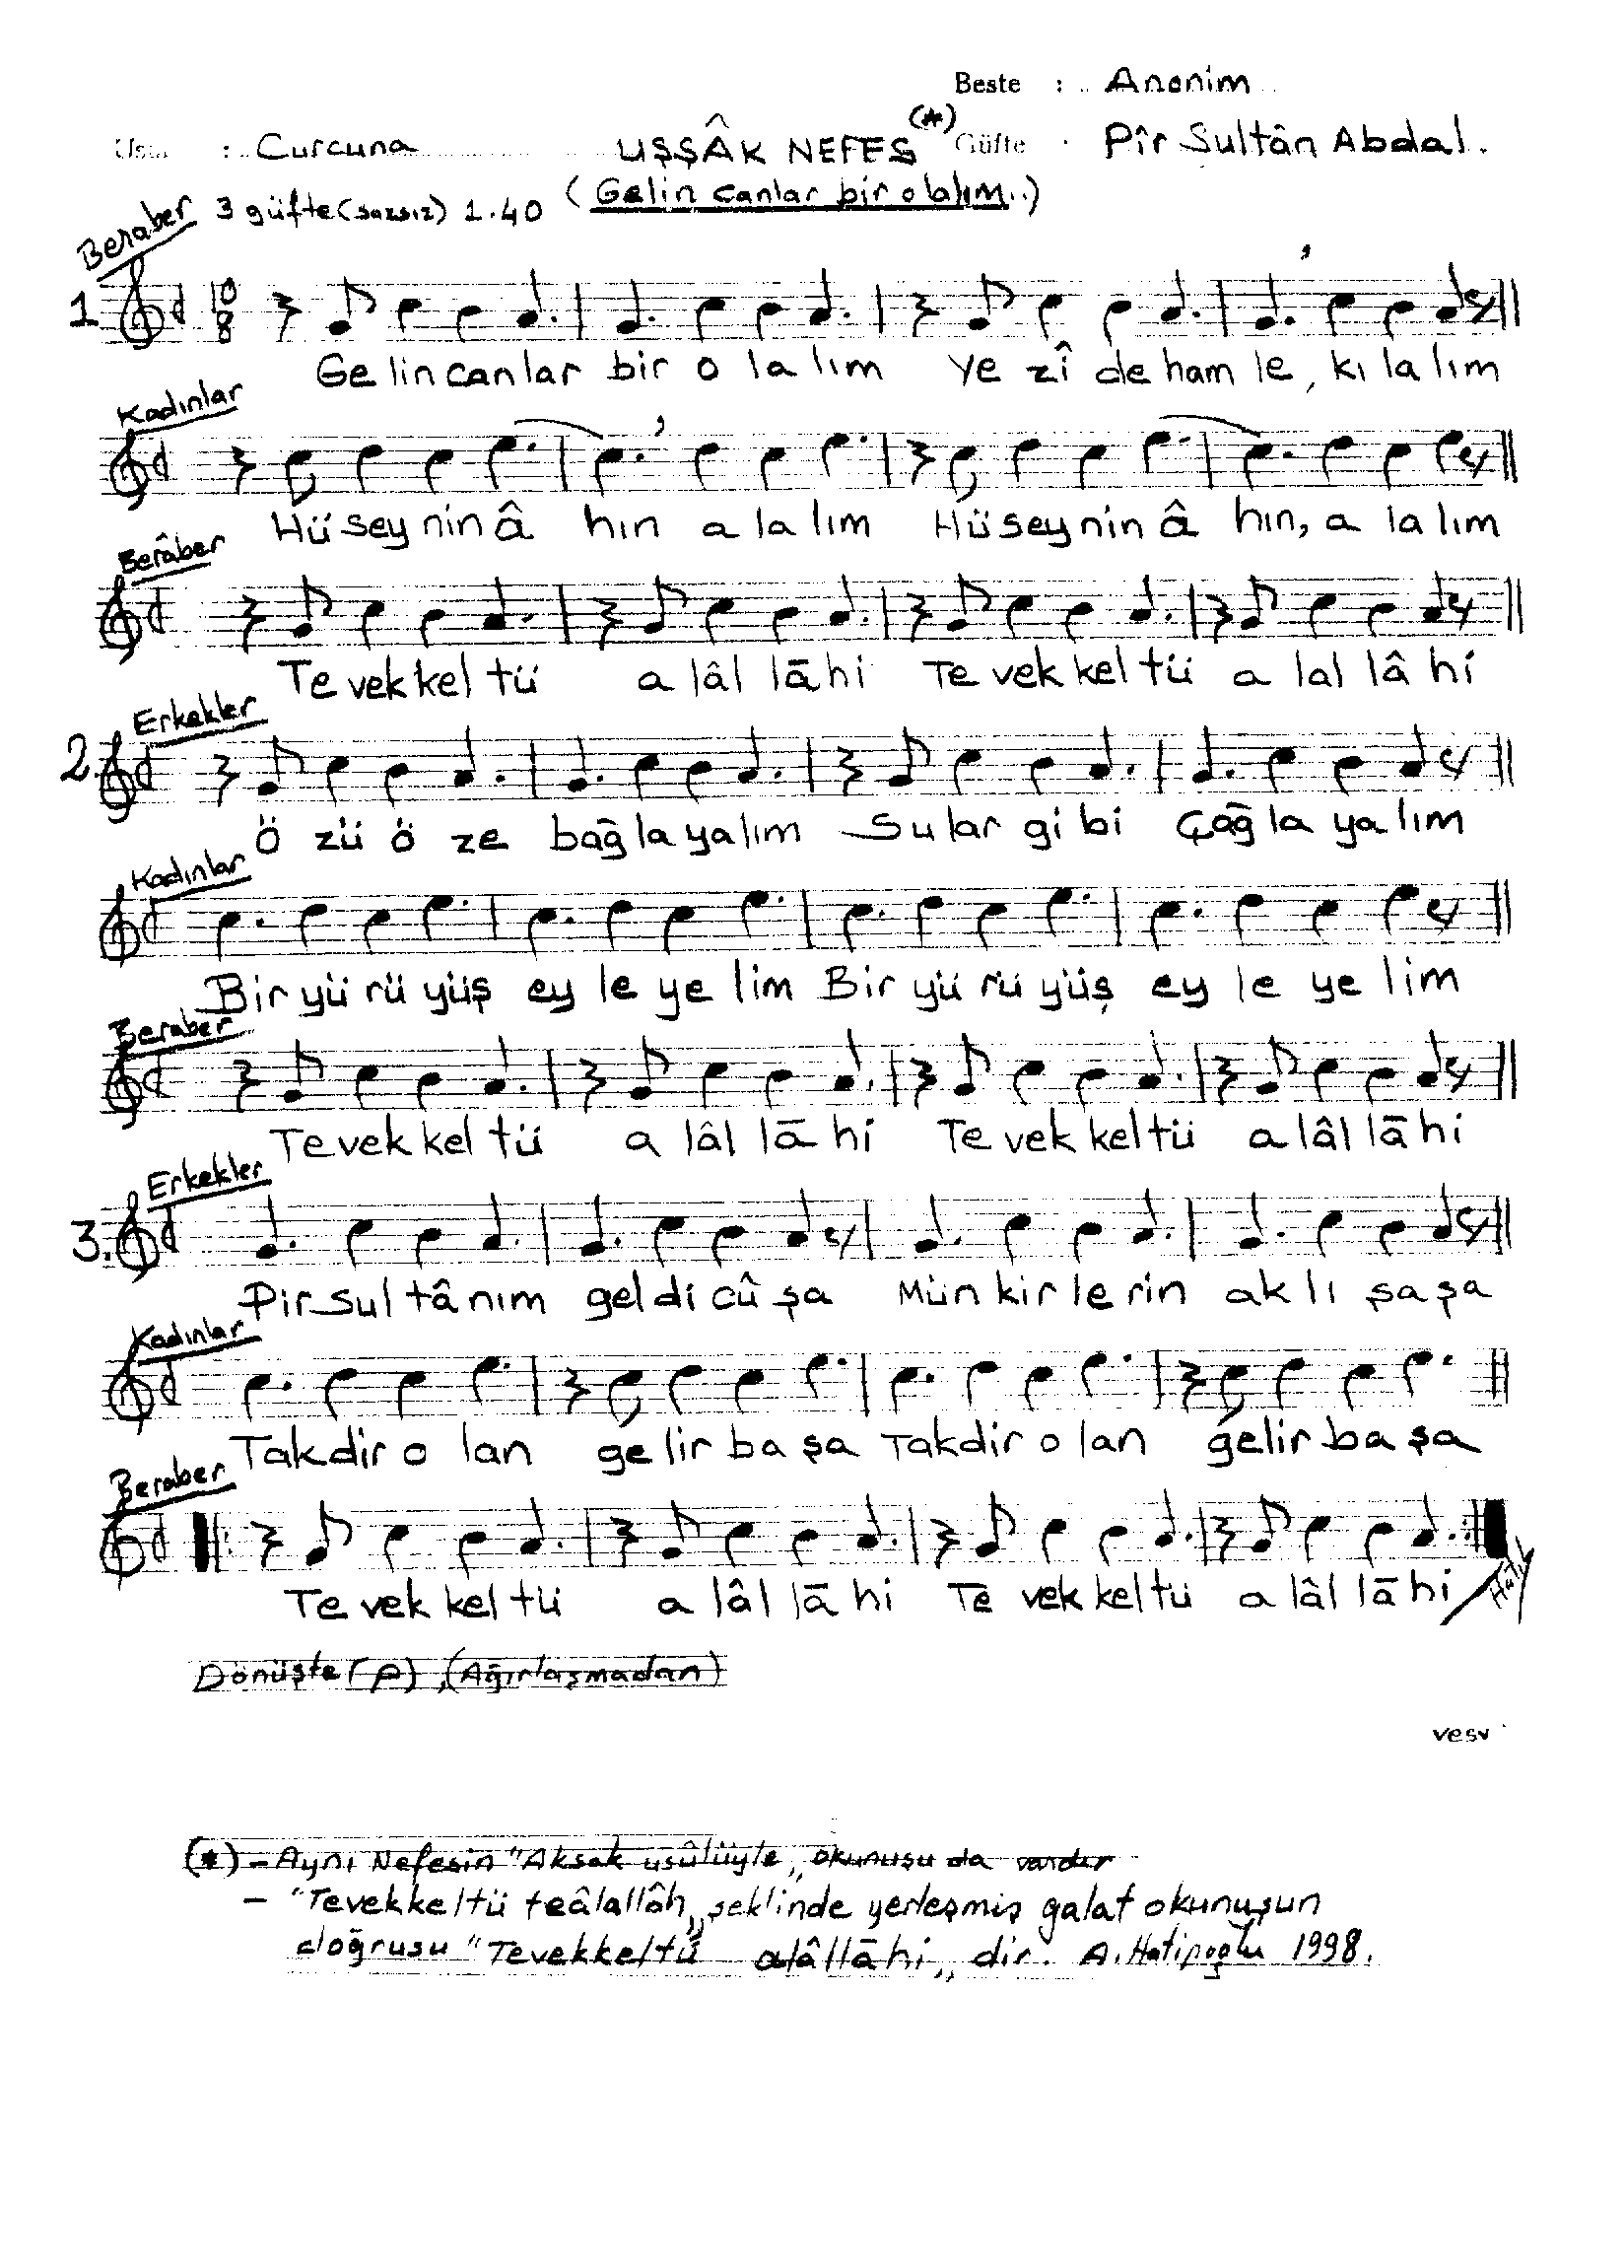 Beste : Anonim
Usûl : Curcuna UŞŞÂK NEFES (*) Güfte : Pîr Sultân Abdal.
Beraber 3 güfte (sazsız) 1.40 (Gelin canlar bir olalım..)
1 10 8
Ge lin can lar bir o la lım Ye zî de ham le, kı la lım
Kadınlar
Hü sey nin â hın a la lım Hü sey nin â hın, a la lım
Berâber
Te vek kel tü a lâl lā hi Te vek kel tü a lal lâ hi
Erkekler
2.
Ö zü ö ze bağ la ya lım Su lar gi bi Çağ la ya lım
Kadınlar
Bir yü rü yüş ey le ye lim Bir yü rü yüş ey le ye lim
Beraber
Te vek kel tü a lâl lā hi Te vek kel tü a lâl lā hi
Erkekler
3.
Pir sul tâ nım gel di cû şa Mün kir le rin ak lı şa şa
Kadınlar
Tak dir o lan ge lir ba şa Tak dir o lan ge lir ba şa
Beraber
Te vek kel tü a lâl lā hi Te vek kel tü a lâl lā hi
Dönüşte (P), (Ağırlaşmadan)
vesv
(*) - Aynı Nefesin "Aksak usûlüyle,, okunuşu da vardır
- "Tevekkeltü teâlallâh,, şeklinde yerleşmiş galat okunuşun
doğrusu "Tevekkeltü alâllāhi,, dir. A. Hatipoğlu 1998.